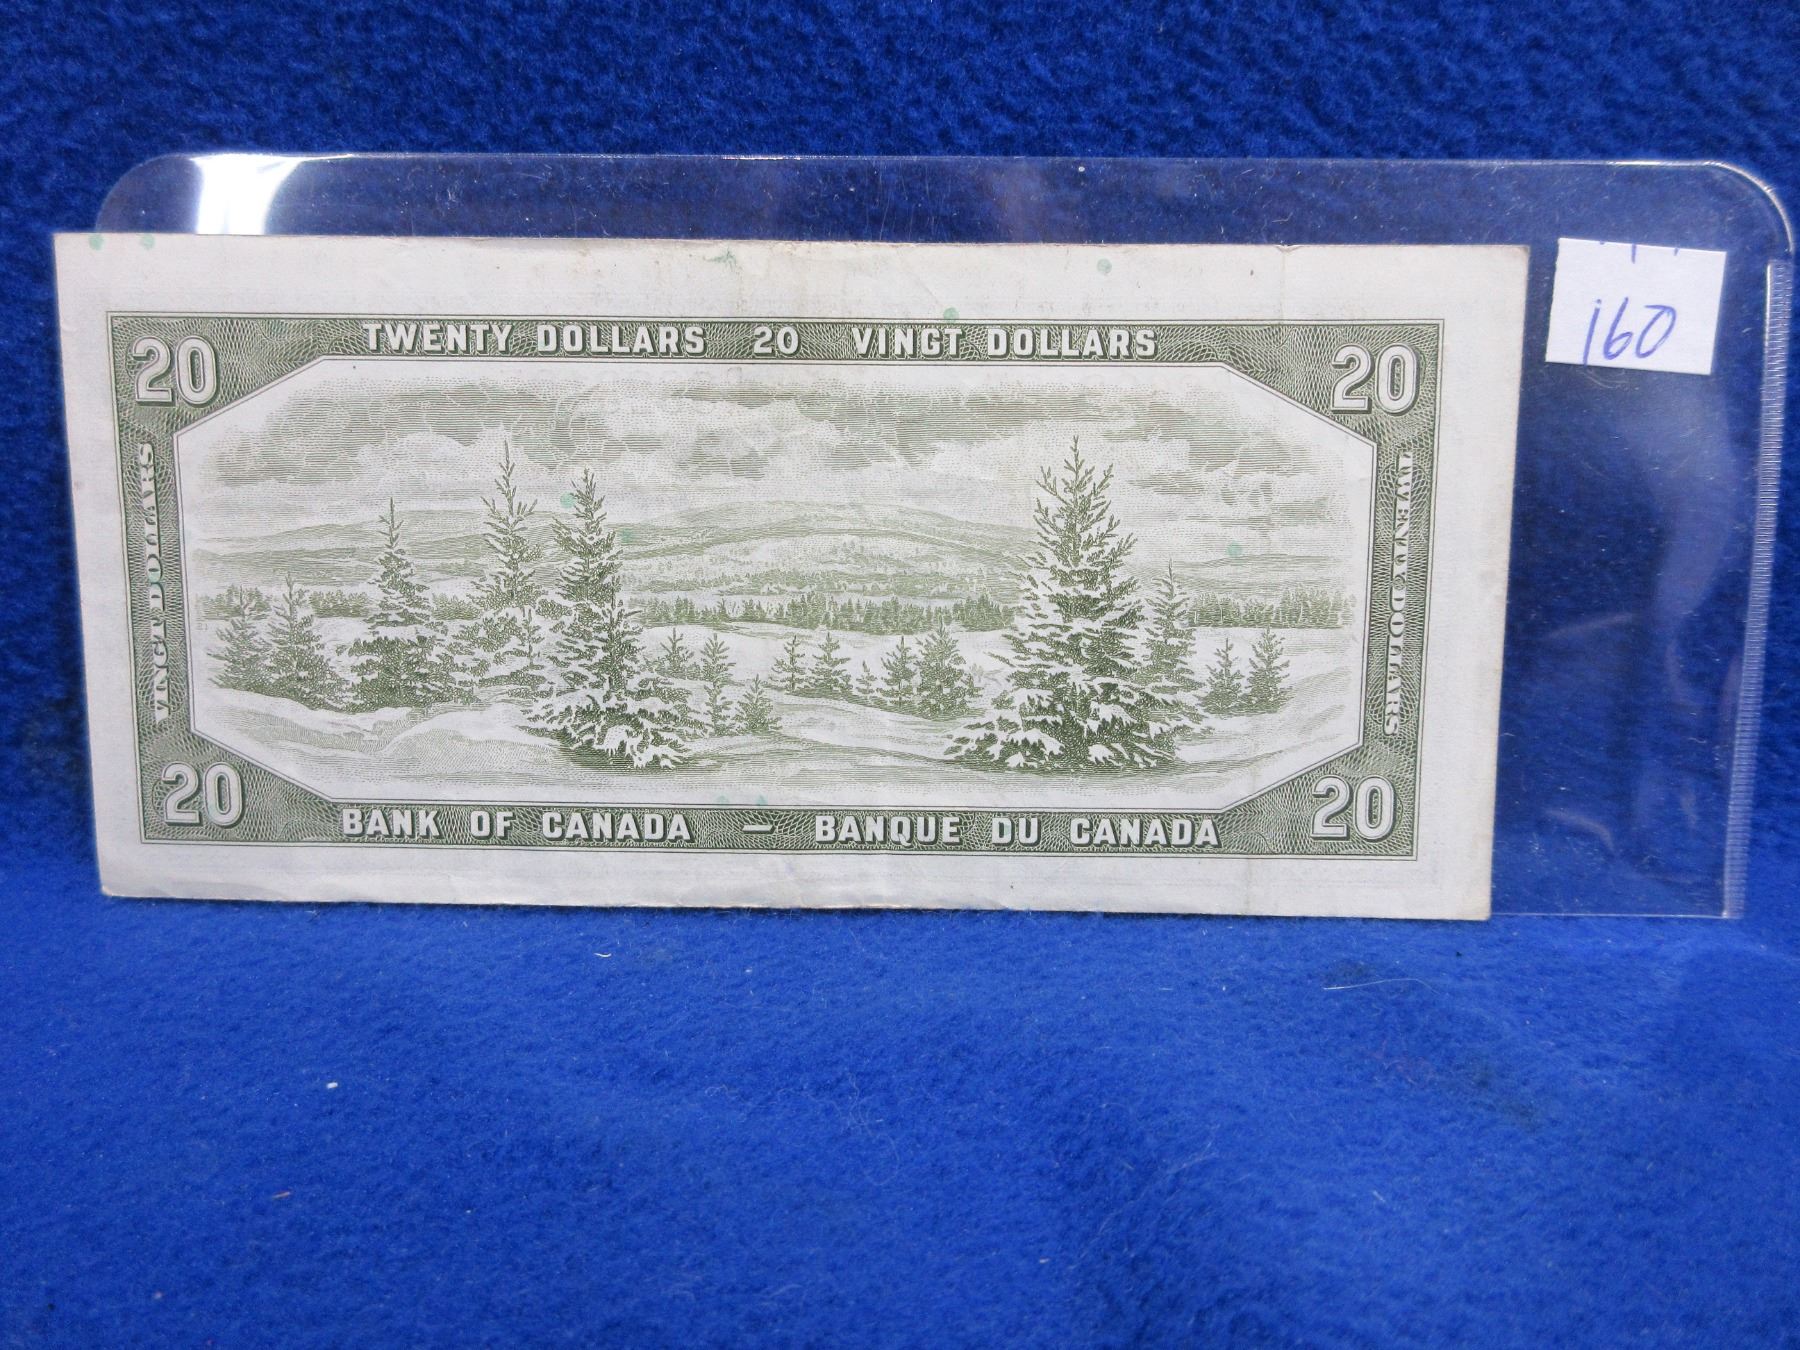 20 TWENTY DOLLARS 20 VINGT DOLLARS 20
160
VINGT DOLLARS
TWENTY DOLLARS
20 BANK OF CANADA — BANQUE DU CANADA 20